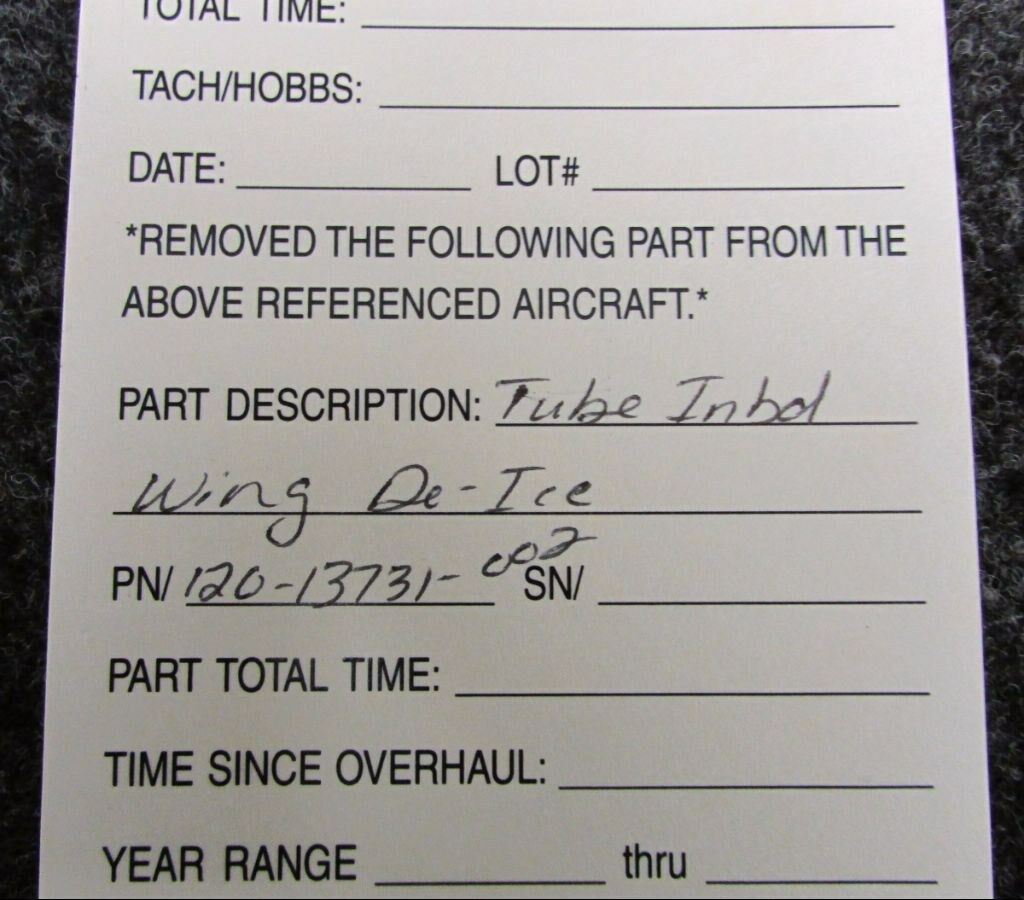 TOTAL TIME:
TACH/HOBBS:
DATE: LOT#
*REMOVED THE FOLLOWING PART FROM THE
ABOVE REFERENCED AIRCRAFT.*
PART DESCRIPTION: Tube Inbd
Wing De-Ice
PN/ 120-13731-002 SN/
PART TOTAL TIME:
TIME SINCE OVERHAUL:
YEAR RANGE thru